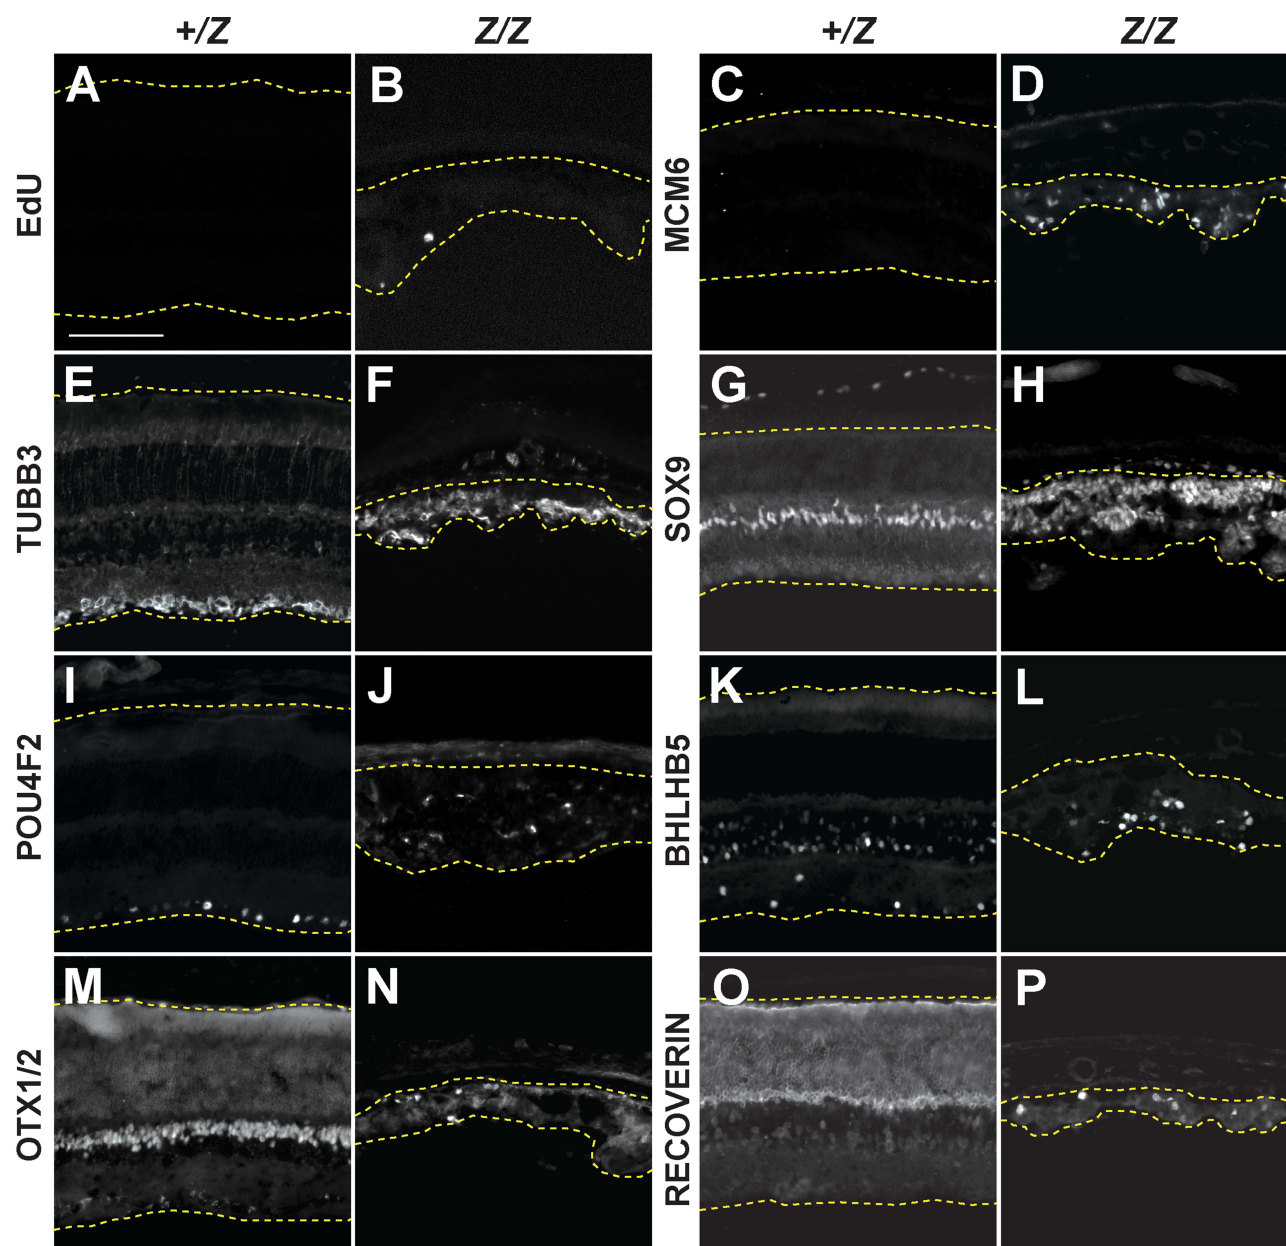 +/Z Z/Z +/Z Z/Z
EdU A B MCM6 C D
TUBB3 E F SOX9 G H
POU4F2 I J BHLHB5 K L
OTX1/2 M N RECOVERIN O P